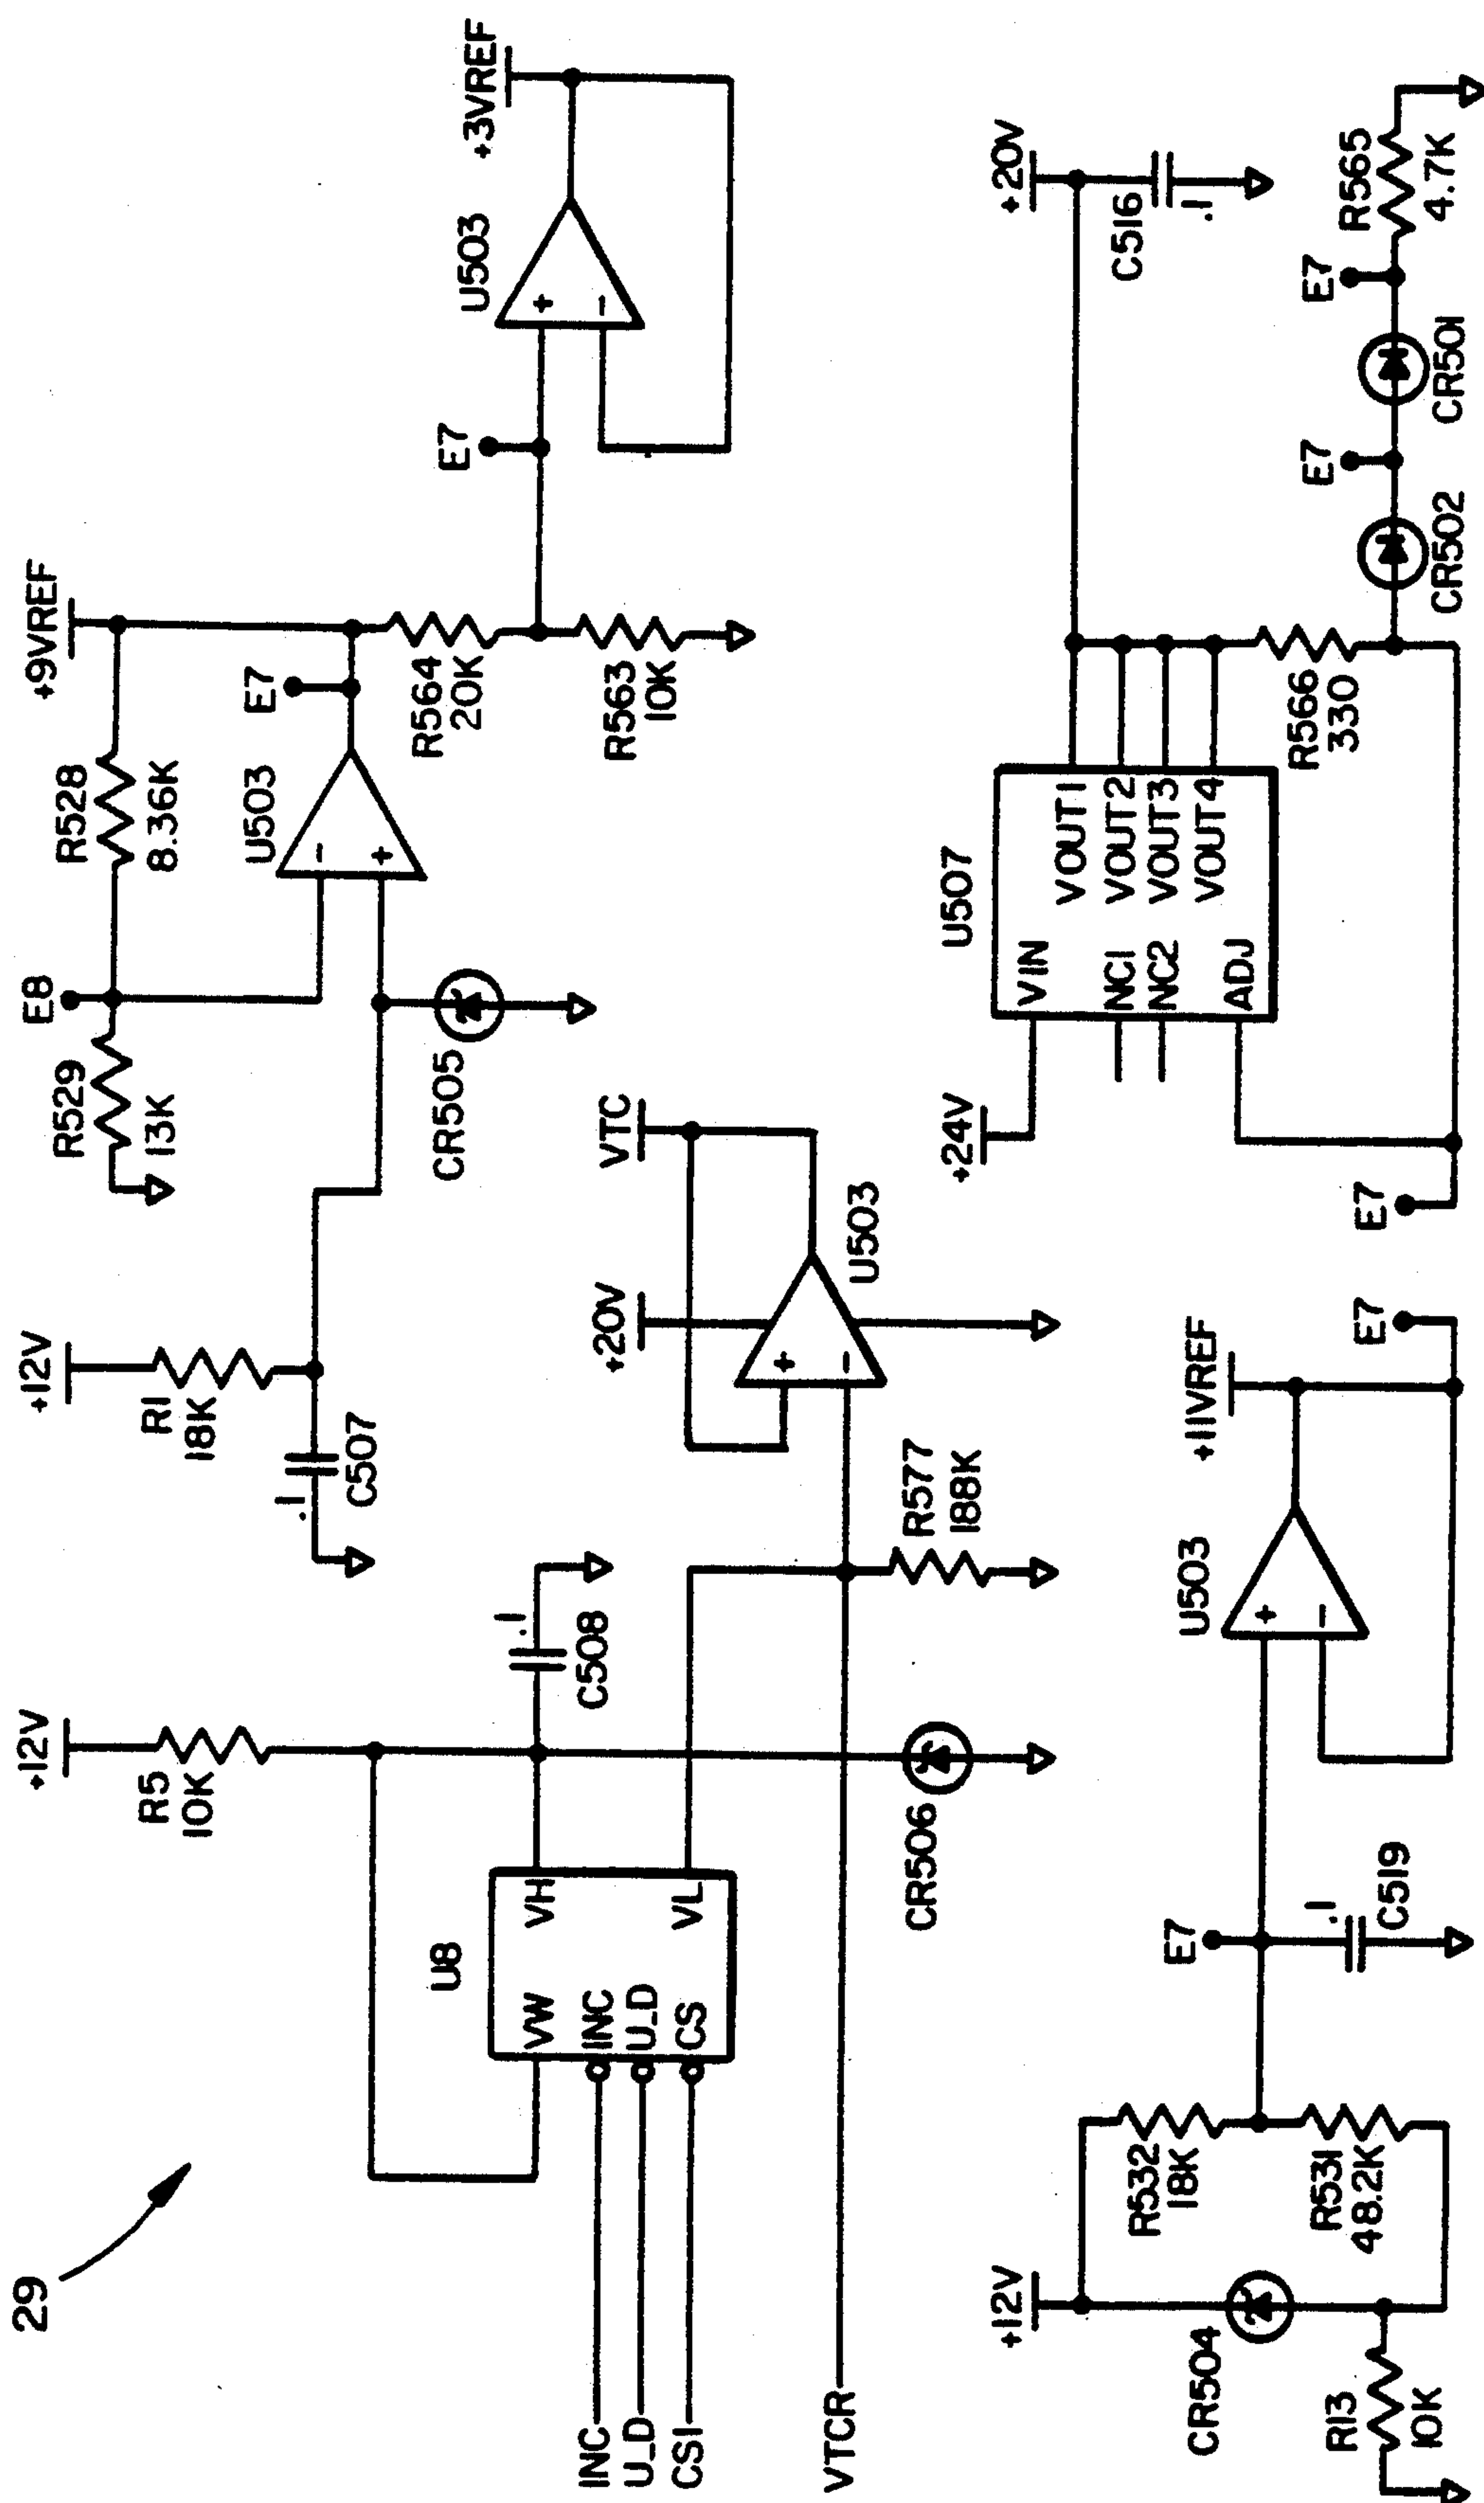 29
+12V
R5
10K
U8
VW
VH
INC
U_D
CS
VL
INC
U_D
CS1
VTCR
C508
.1
CR506
+12V
R1
18K
.1
C507
R529
13K
E8
R528
8.36K
+9VREF
U503
-
+
E7
CR505
R564
20K
R563
10K
E7
U503
+
-
+3VREF
R577
188K
+20V
+
-
U503
VTC
+12V
CR504
R13
10K
R532
18K
R531
48.2K
E7
.1
C519
U503
+
-
+11VREF
E7
+24V
U507
VIN
VOUT1
NC1
VOUT2
NC2
VOUT3
ADJ
VOUT4
E7
R566
330
CR502
E7
CR501
E7
R565
4.7K
+20V
C516
.1